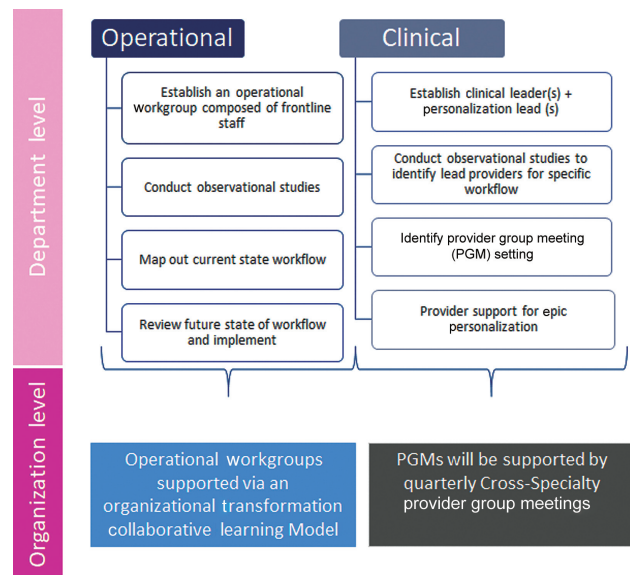 Operational
Clinical
Department level
Establish an operational
workgroup composed of frontline
staff
Conduct observational studies
Map out current state workflow
Review future state of workflow
and implement
Establish clinical leader(s) +
personalization lead (s)
Conduct observational studies to
identify lead providers for specific
workflow
Identify provider group meeting
(PGM) setting
Provider support for epic
personalization
Organization level
Operational workgroups
supported via an
organizational transformation
collaborative learning Model
PGMs will be supported by
quarterly Cross-Specialty
provider group meetings